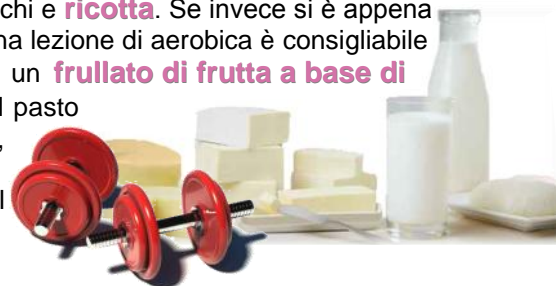 chi e ricotta. Se invece si è appena
na lezione di aerobica è consigliabile
un frullato di frutta a base di
l pasto
,
l